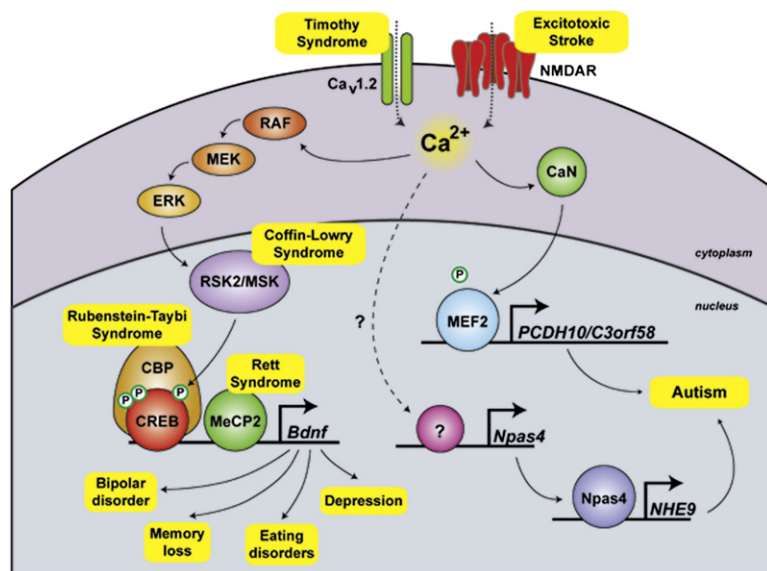 Timothy
Syndrome
Excitotoxic
Stroke
Cav1.2
NMDAR
RAF
Ca2+
MEK
CaN
ERK
Coffin-Lowry
Syndrome
cytoplasm
RSK2/MSK
P
nucleus
Rubenstein-Taybi
Syndrome
?
MEF2
PCDH10/C3orf58
CBP
Rett
Syndrome
Autism
P
P
P
CREB
MeCP2
Bdnf
?
Npas4
Bipolar
disorder
Depression
Npas4
NHE9
Memory
loss
Eating
disorders